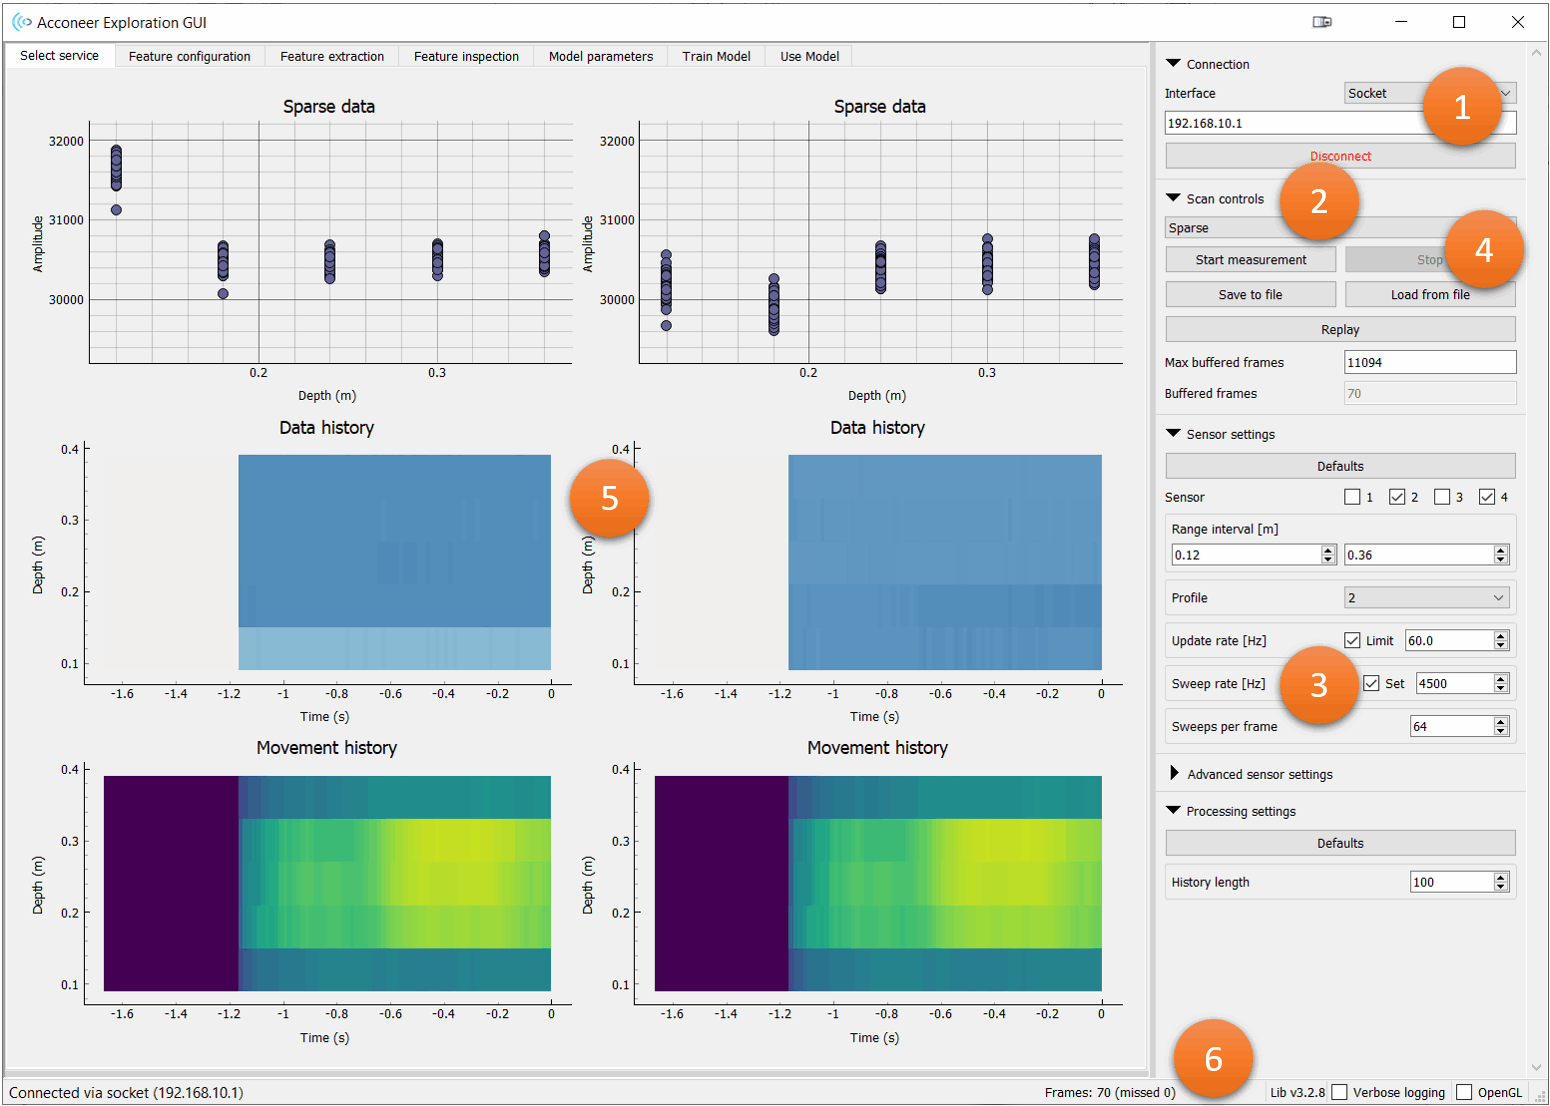 Acconeer Exploration GUI
Select service Feature configuration Feature extraction Feature inspection Model parameters Train Model Use Model
Sparse data
32000
31000
30000
Amplitude
0.2 0.3
Depth (m)
Sparse data
32000
31000
30000
Amplitude
0.2 0.3
Depth (m)
Data history
0.4
0.3
0.2
0.1
Depth (m)
-1.6 -1.4 -1.2 -1 -0.8 -0.6 -0.4 -0.2 0
Time (s)
5
Data history
0.4
0.2
0.1
Depth (m)
-1.6 -1.4 -1.2 -1 -0.8 -0.6 -0.4 -0.2 0
Time (s)
Movement history
0.4
0.3
0.2
0.1
Depth (m)
-1.6 -1.4 -1.2 -1 -0.8 -0.6 -0.4 -0.2 0
Time (s)
Movement history
0.4
0.3
0.2
0.1
Depth (m)
-1.6 -1.4 -1.2 -1 -0.8 -0.6 -0.4 -0.2 0
Time (s)
Connection
Interface Socket
1
192.168.10.1
Disconnect
Scan controls
2
Sparse
4
Start measurement Stop
Save to file Load from file
Replay
Max buffered frames 11094
Buffered frames 70
Sensor settings
Defaults
Sensor 1 2 3 4
Range interval [m]
0.12 0.36
Profile 2
Update rate [Hz] Limit 60.0
Sweep rate [Hz] 3 Set 4500
Sweeps per frame 64
Advanced sensor settings
Processing settings
Defaults
History length 100
6
Connected via socket (192.168.10.1) Frames: 70 (missed 0) Lib v3.2.8 Verbose logging OpenGL